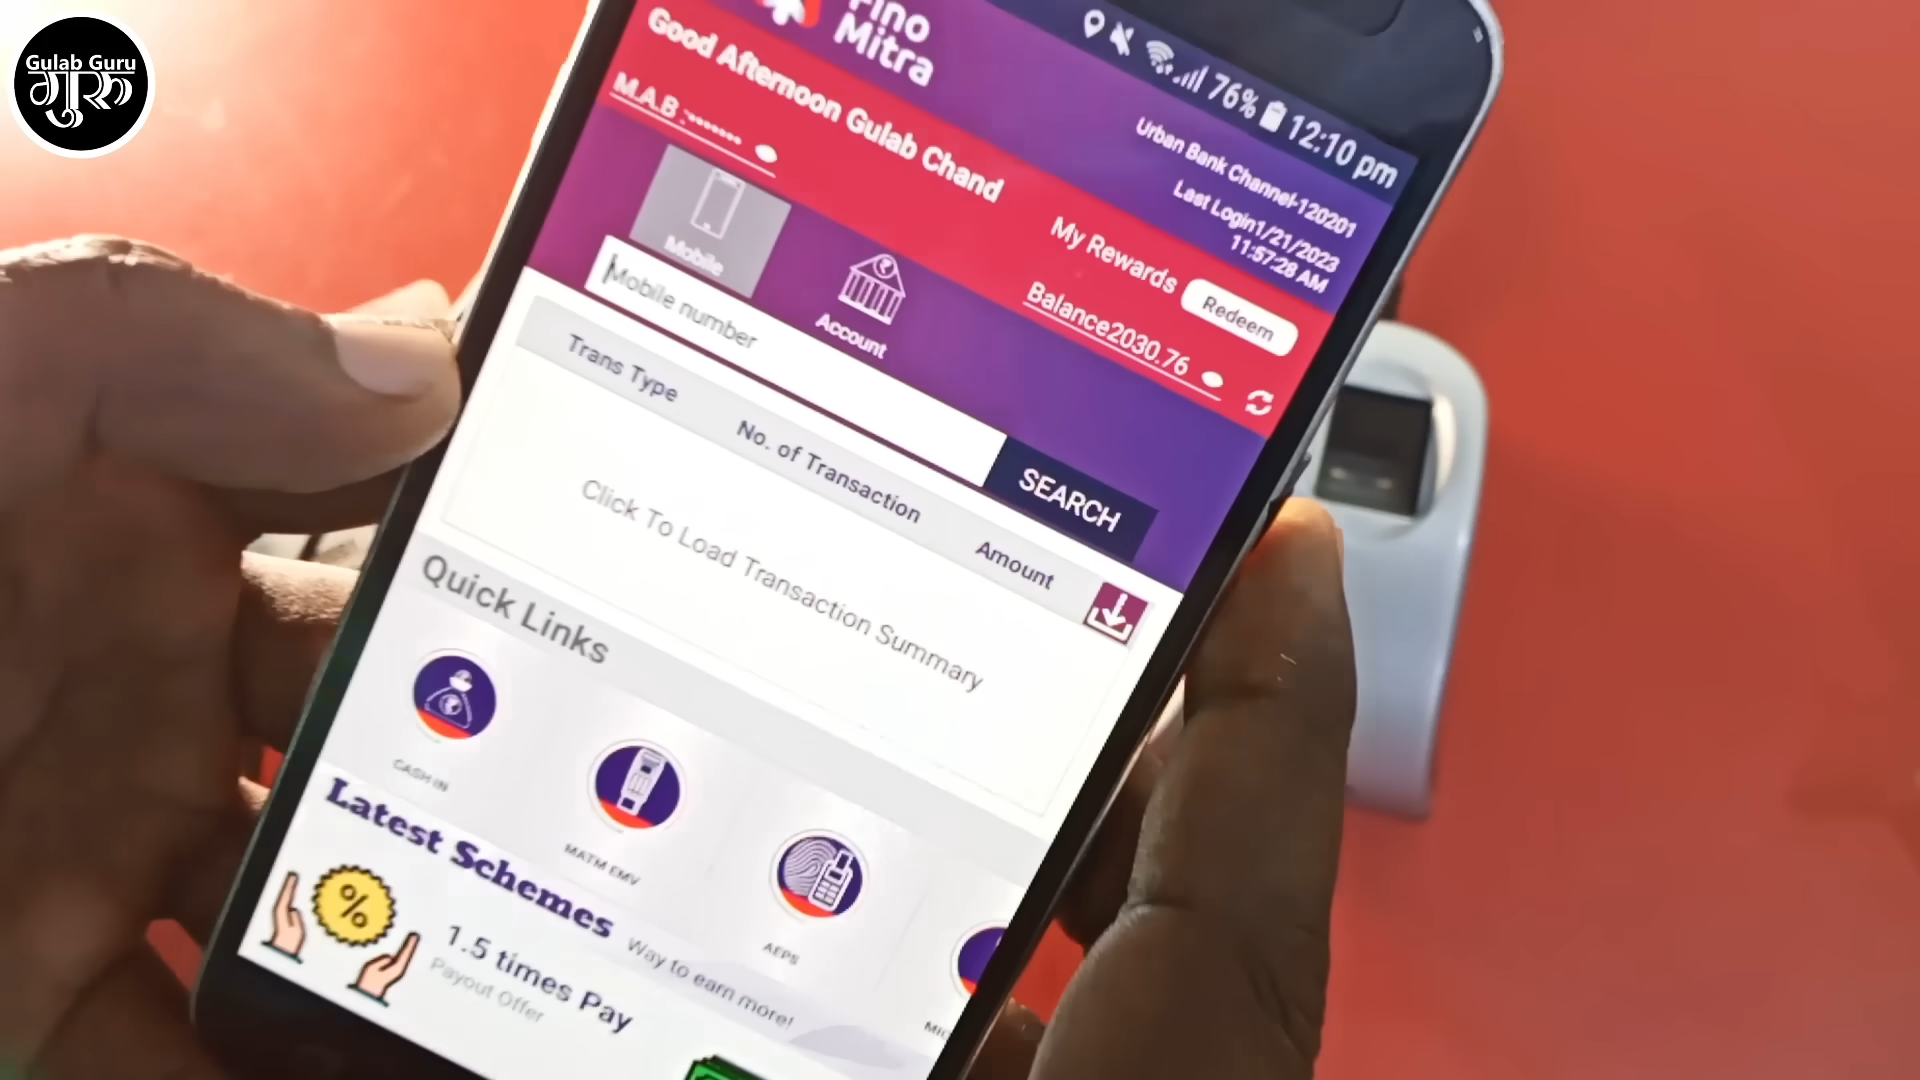 Gulab Guru
गुरु
Fino
Mitra
76% 12:10 pm
Urban Bank Channel-120201
Last Login1/21/2023
11:57:28 AM
Good Afternoon Gulab Chand
My Rewards Redeem
M.A.B :-•••••••
Balance2030.76
Mobile
Account
Mobile number
SEARCH
Trans Type No. of Transaction Amount
Click To Load Transaction Summary
Quick Links
CASH IN
MATM EMV
AEPS
Latest Schemes Way to earn more!
1.5 times Pay
Payout Offer